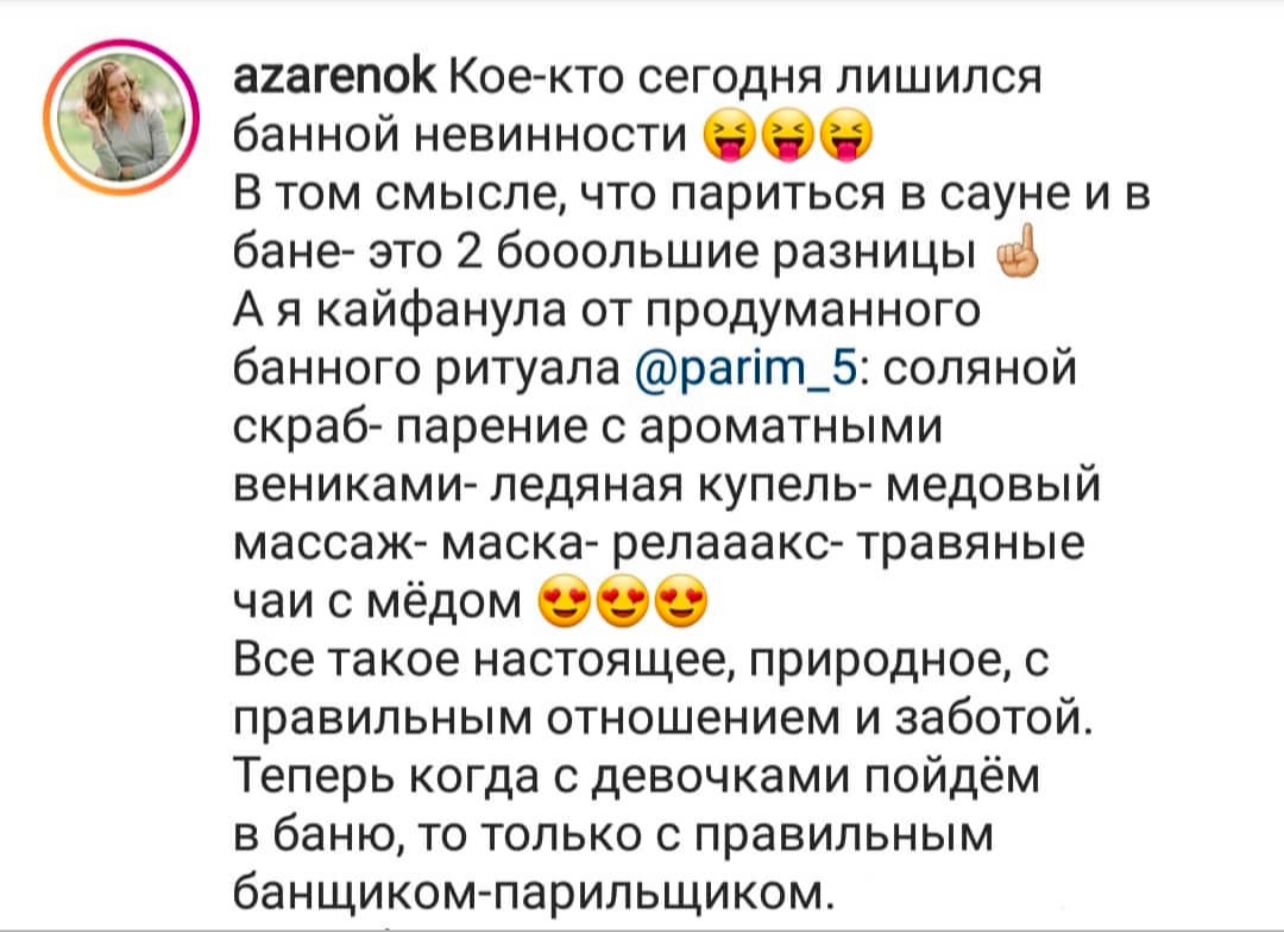 azarenok Кое-кто сегодня лишился
банной невинности 😝😝😝
В том смысле, что париться в сауне и в
бане- это 2 бооольшие разницы ☝🏼
А я кайфанула от продуманного
банного ритуала @parim_5: соляной
скраб- парение с ароматными
вениками- ледяная купель- медовый
массаж- маска- релааакс- травяные
чаи с мёдом 😍😍😍
Все такое настоящее, природное, с
правильным отношением и заботой.
Теперь когда с девочками пойдём
в баню, то только с правильным
банщиком-парильщиком.